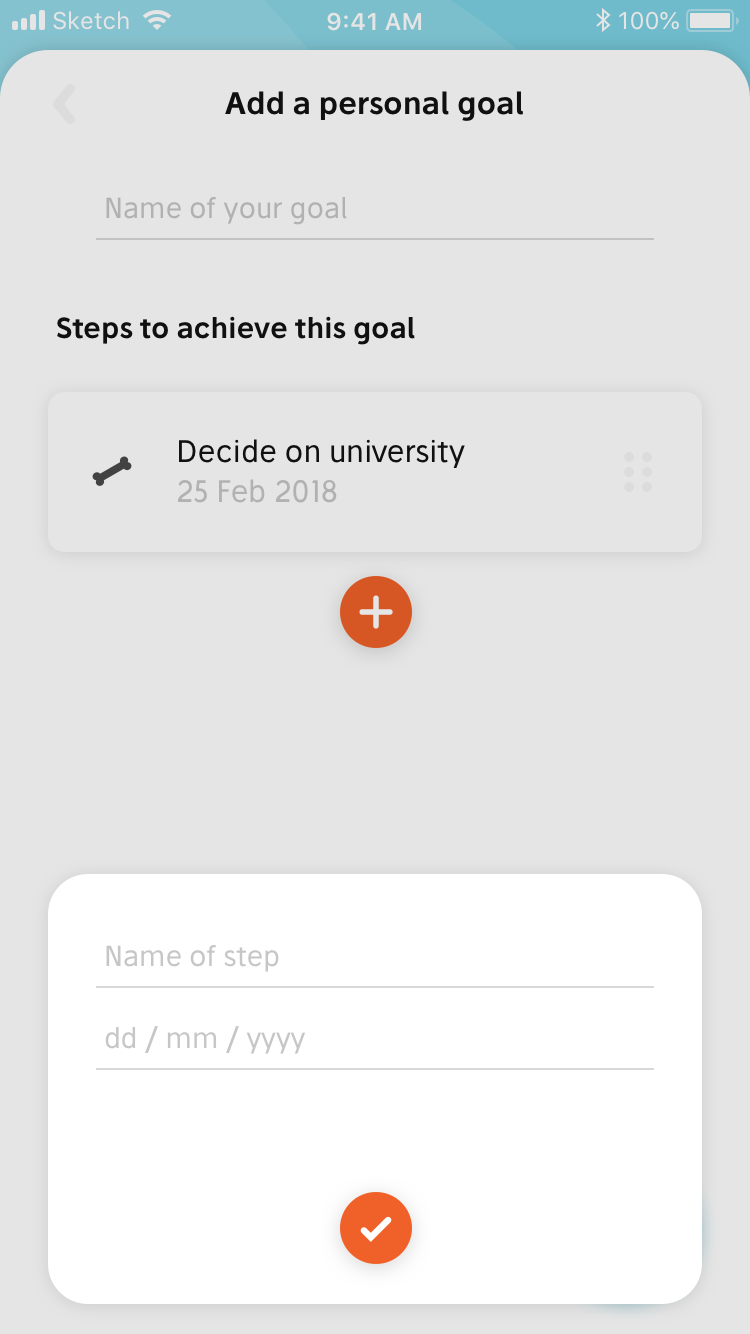 Sketch 9:41 AM 100%
Add a personal goal
Name of your goal
Steps to achieve this goal
Decide on university
25 Feb 2018
Name of step
dd / mm / yyyy